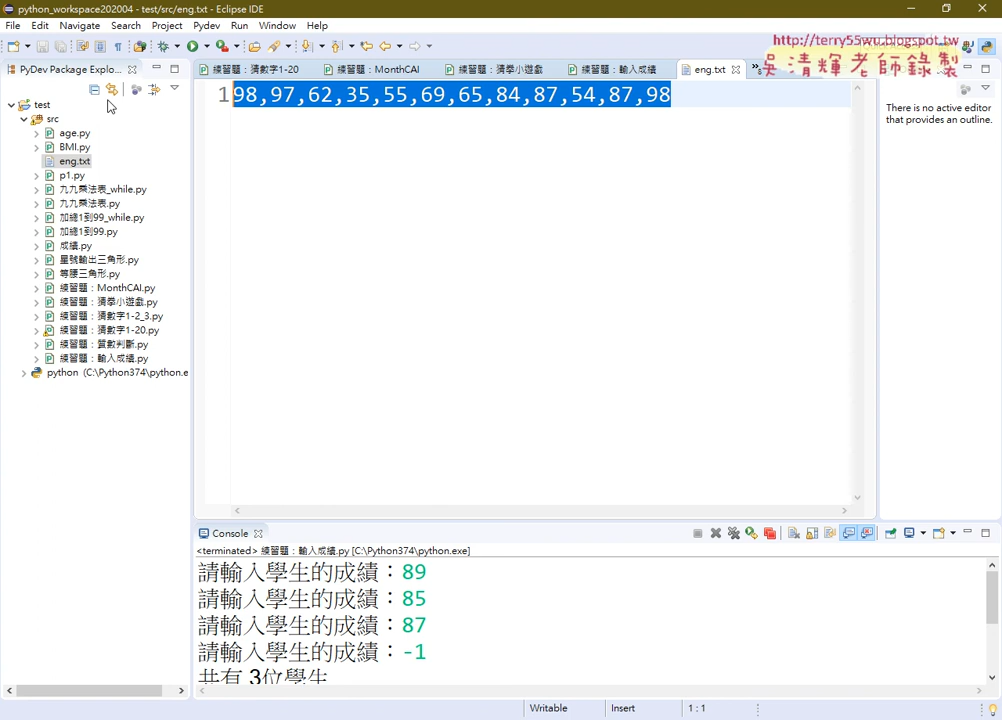 python_workspace202004 - test/src/eng.txt - Eclipse IDE
File Edit Navigate Search Project Pydev Run Window Help
http://terry55wu.blogspot.tw
吳清輝老師錄製
PyDev Package Explo...
練習題：猜數字1-20
練習題：MonthCAI
練習題：猜拳小遊戲
練習題：輸入成績
eng.txt
test
src
age.py
BMI.py
eng.txt
p1.py
九九乘法表_while.py
九九乘法表.py
加總1到99_while.py
加總1到99.py
成績.py
星號輸出三角形.py
等腰三角形.py
練習題：MonthCAI.py
練習題：猜拳小遊戲.py
練習題：猜數字1-2_3.py
練習題：猜數字1-20.py
練習題：質數判斷.py
練習題：輸入成績.py
python (C:\Python374\python.e
1 98,97,62,35,55,69,65,84,87,54,87,98
There is no active editor
that provides an outline.
Console
<terminated> 練習題：輸入成績.py [C:\Python374\python.exe]
請輸入學生的成績：89
請輸入學生的成績：85
請輸入學生的成績：87
請輸入學生的成績：-1
共有 3位學生
Writable Insert 1 : 1